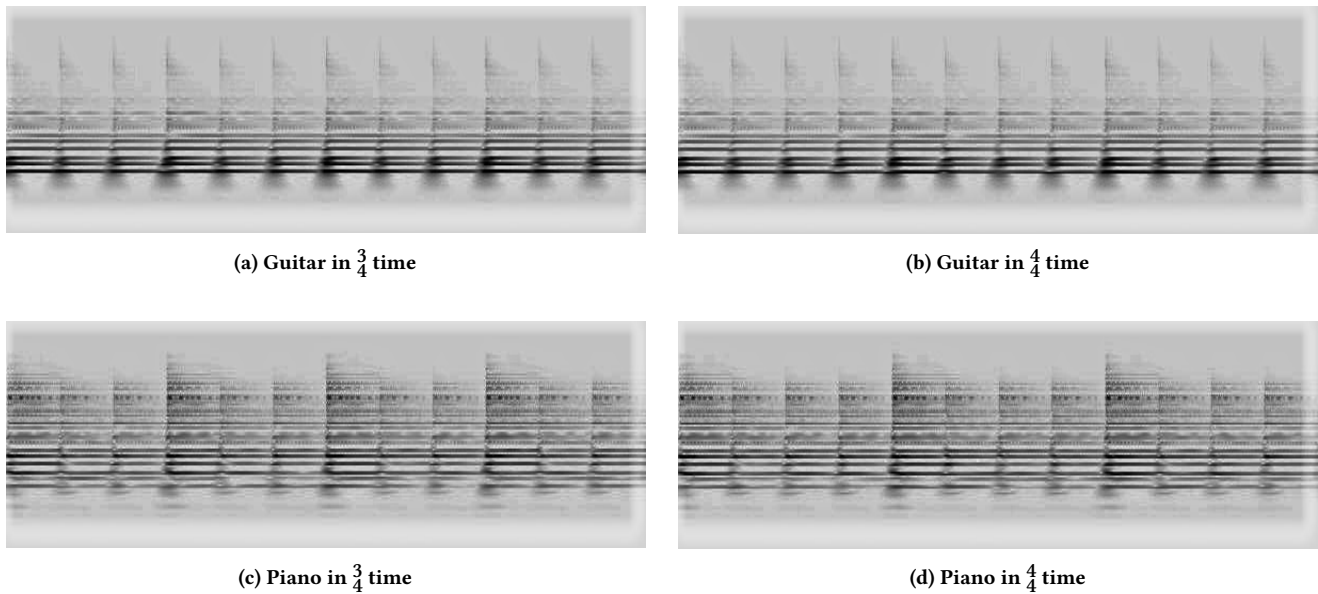 (a) Guitar in 3/4 time
(b) Guitar in 4/4 time
(c) Piano in 3/4 time
(d) Piano in 4/4 time